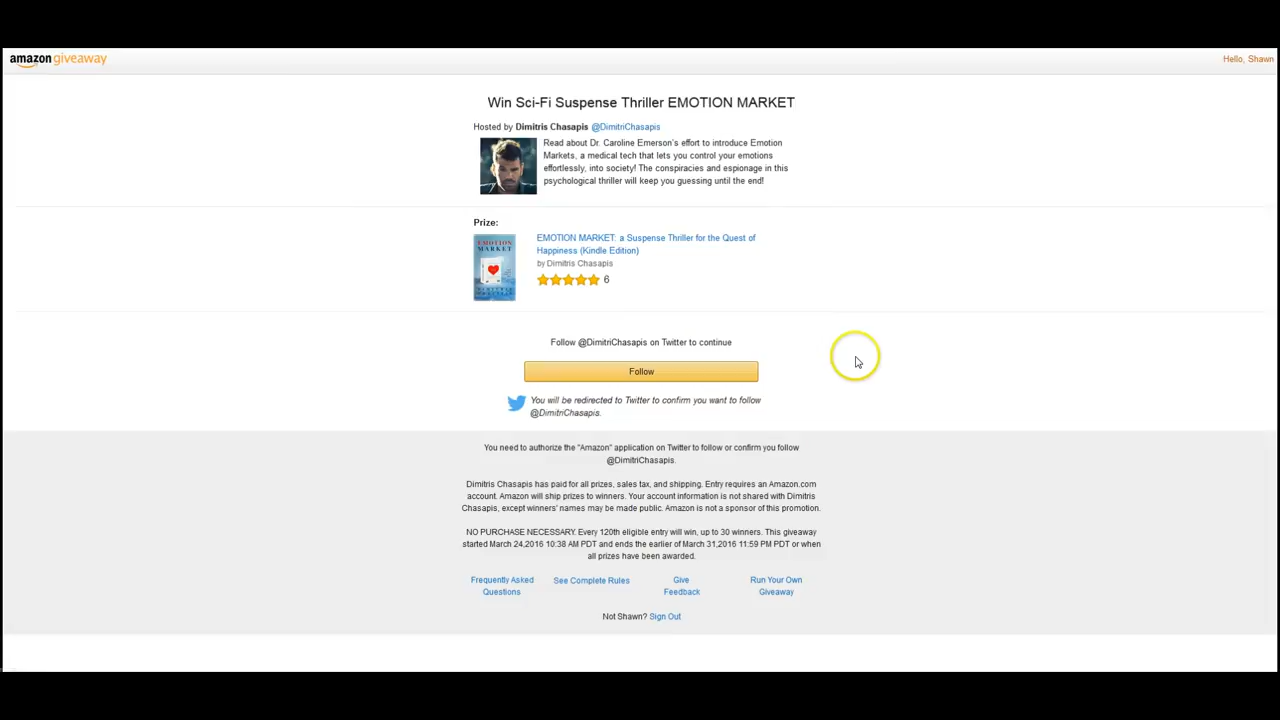 amazon giveaway
Hello, Shawn
Win Sci-Fi Suspense Thriller EMOTION MARKET
Hosted by Dimitris Chasapis @DimitriChasapis
Read about Dr. Caroline Emerson's effort to introduce Emotion
Markets, a medical tech that lets you control your emotions
effortlessly, into society! The conspiracies and espionage in this
psychological thriller will keep you guessing until the end!
Prize:
EMOTION
MARKET
EMOTION MARKET: a Suspense Thriller for the Quest of
Happiness (Kindle Edition)
by Dimitris Chasapis
6
Follow @DimitriChasapis on Twitter to continue
Follow
You will be redirected to Twitter to confirm you want to follow
@DimitriChasapis.
You need to authorize the "Amazon" application on Twitter to follow or confirm you follow
@DimitriChasapis.
Dimitris Chasapis has paid for all prizes, sales tax, and shipping. Entry requires an Amazon.com
account. Amazon will ship prizes to winners. Your account information is not shared with Dimitris
Chasapis, except winners' names may be made public. Amazon is not a sponsor of this promotion.
NO PURCHASE NECESSARY. Every 120th eligible entry will win, up to 30 winners. This giveaway
started March 24,2016 10:38 AM PDT and ends the earlier of March 31,2016 11:59 PM PDT or when
all prizes have been awarded.
Frequently Asked
Questions
See Complete Rules
Give
Feedback
Run Your Own
Giveaway
Not Shawn? Sign Out